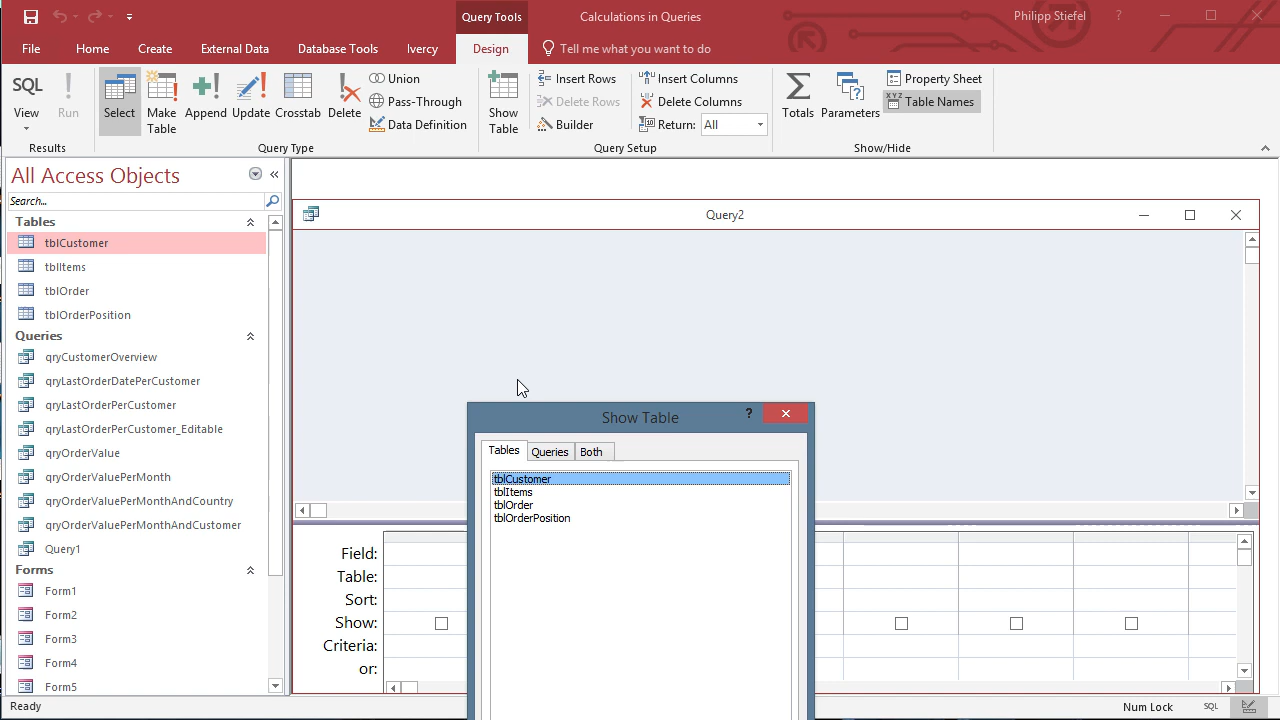 Query Tools
Calculations in Queries
Philipp Stiefel
?
File
Home
Create
External Data
Database Tools
Ivercy
Design
Tell me what you want to do
SQL
View
Run
Results
Select
Make Table
Append
Update
Crosstab
Delete
Union
Pass-Through
Data Definition
Query Type
Show Table
Insert Rows
Delete Rows
Builder
Insert Columns
Delete Columns
Return: All
Query Setup
Totals
Parameters
Property Sheet
XYZ Table Names
Show/Hide
All Access Objects
Search...
Tables
tblCustomer
tblItems
tblOrder
tblOrderPosition
Queries
qryCustomerOverview
qryLastOrderDatePerCustomer
qryLastOrderPerCustomer
qryLastOrderPerCustomer_Editable
qryOrderValue
qryOrderValuePerMonth
qryOrderValuePerMonthAndCountry
qryOrderValuePerMonthAndCustomer
Query1
Forms
Form1
Form2
Form3
Form4
Form5
Query2
Show Table
?
Tables
Queries
Both
tblCustomer
tblItems
tblOrder
tblOrderPosition
Field:
Table:
Sort:
Show:
Criteria:
or:
Ready
Num Lock
SQL